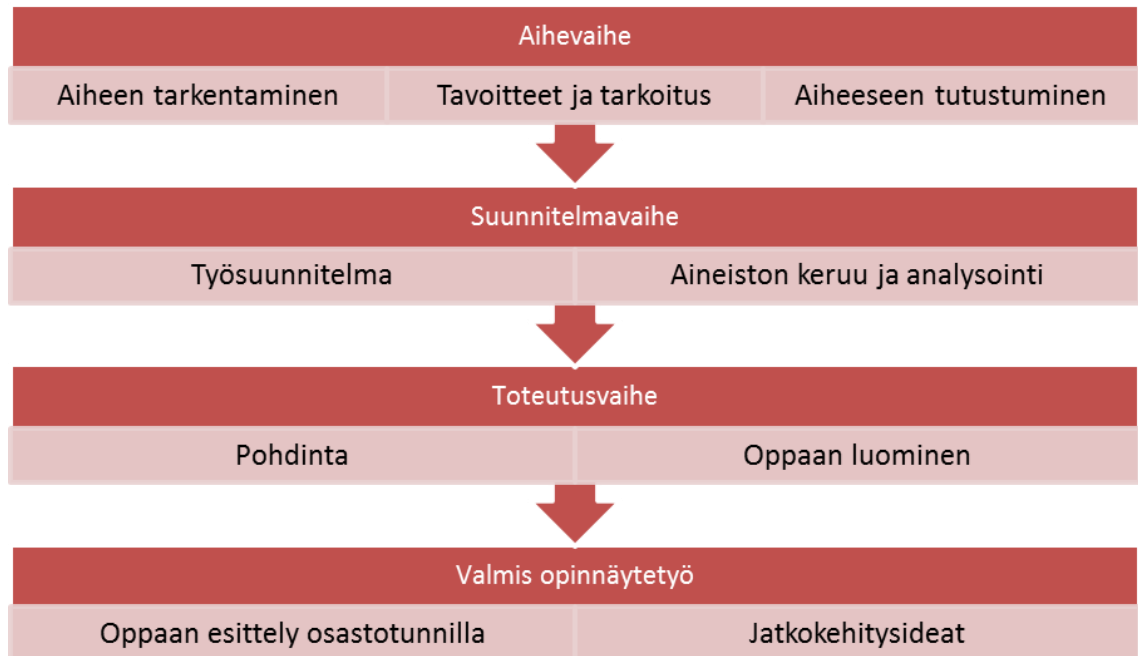 Aihevaihe
Aiheen tarkentaminen
Tavoitteet ja tarkoitus
Aiheeseen tutustuminen
Suunnitelmavaihe
Työsuunnitelma
Aineiston keruu ja analysointi
Toteutusvaihe
Pohdinta
Oppaan luominen
Valmis opinnäytetyö
Oppaan esittely osastotunnilla
Jatkokehitysideat